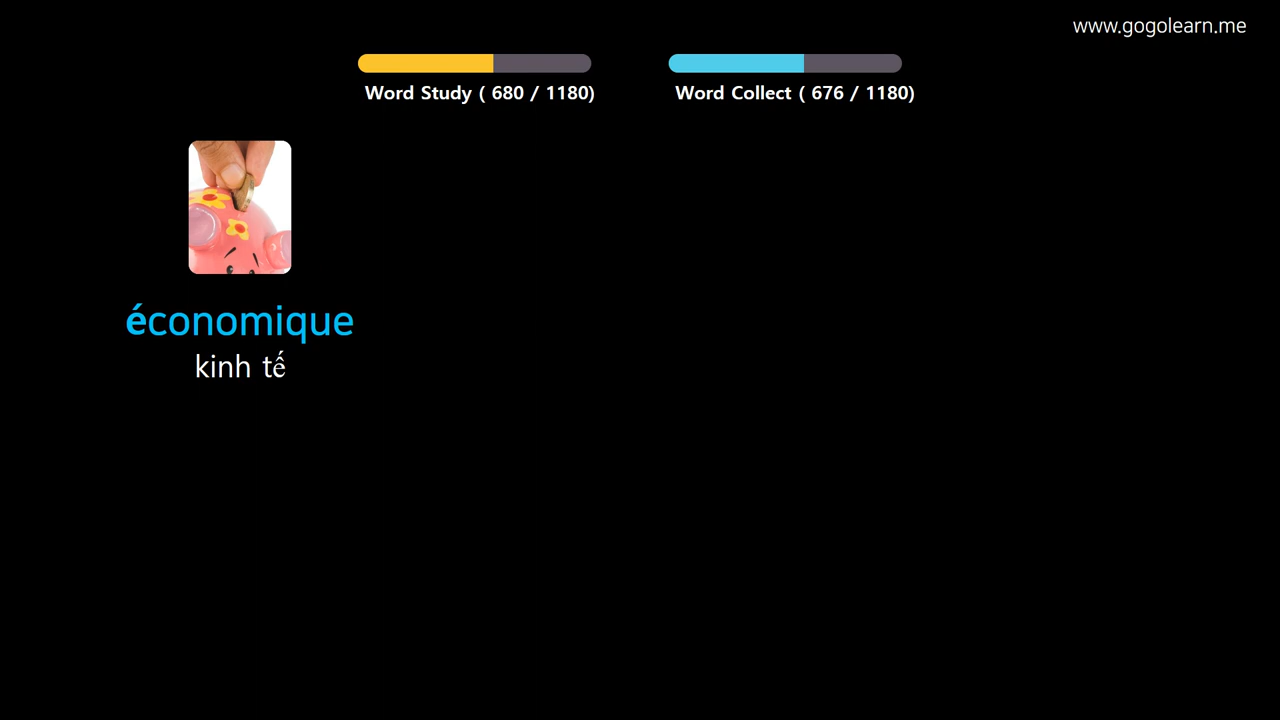 www.gogolearn.me
Word Study ( 680 / 1180)
Word Collect ( 676 / 1180)
économique
kinh tế